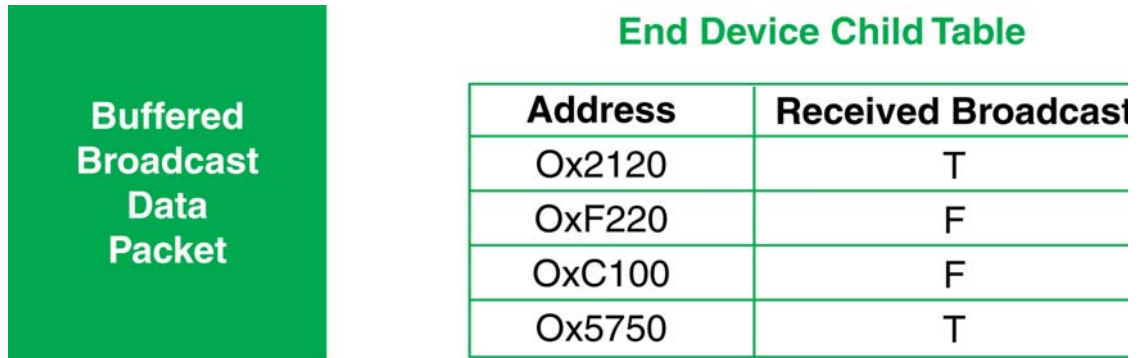 Buffered
Broadcast
Data
Packet
End Device Child Table
Address Received Broadcast
Ox2120 T
OxF220 F
OxC100 F
Ox5750 T